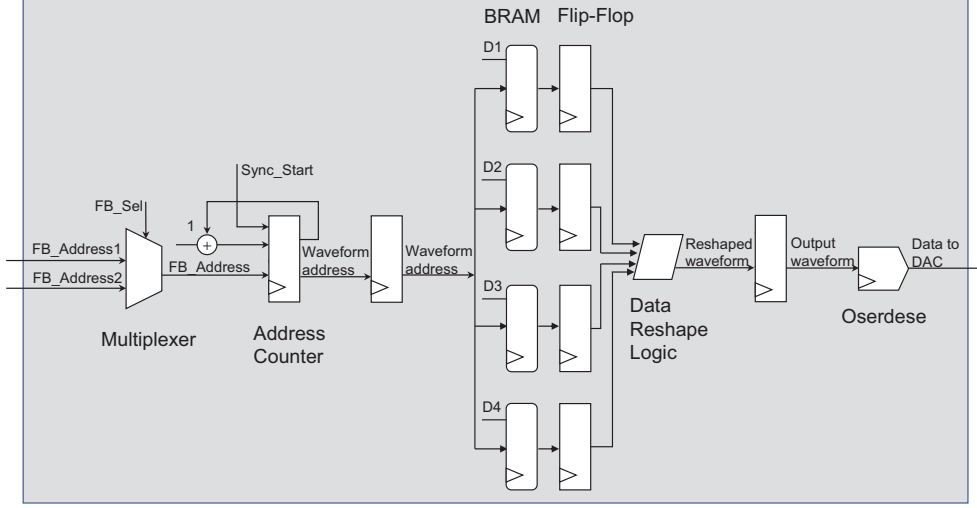 BRAM Flip-Flop
D1
D2
D3
D4
Sync_Start
FB_Sel
1
+
FB_Address1
FB_Address2
FB_Address
Multiplexer
Address
Counter
Waveform
address
Waveform
address
Data
Reshape
Logic
Reshaped
waveform
Output
waveform
Data to
DAC
Oserdese